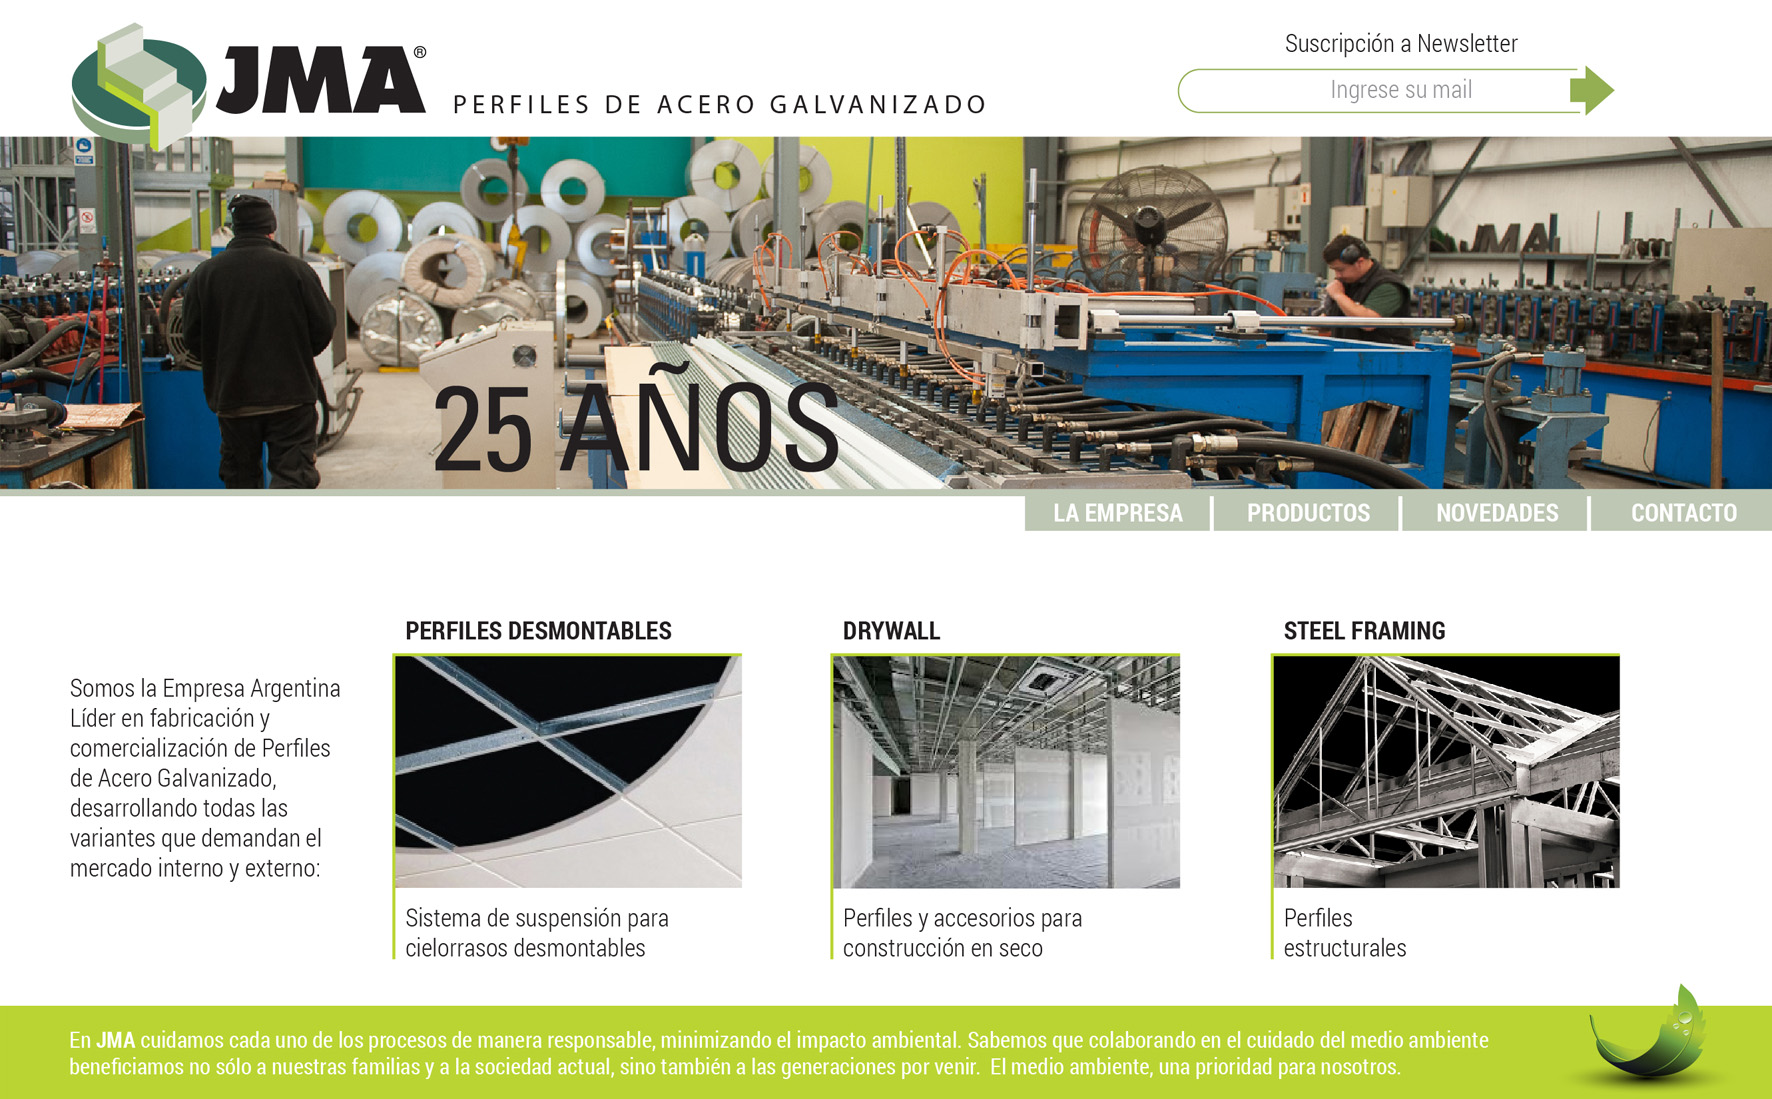 JMA®
PERFILES DE ACERO GALVANIZADO
Suscripción a Newsletter
Ingrese su mail
JMA
25 AÑOS
LA EMPRESA
PRODUCTOS
NOVEDADES
CONTACTO
Somos la Empresa Argentina
Líder en fabricación y
comercialización de Perfiles
de Acero Galvanizado,
desarrollando todas las
variantes que demandan el
mercado interno y externo:
PERFILES DESMONTABLES
Sistema de suspensión para
cielorrasos desmontables
DRYWALL
Perfiles y accesorios para
construcción en seco
STEEL FRAMING
Perfiles
estructurales
En JMA cuidamos cada uno de los procesos de manera responsable, minimizando el impacto ambiental. Sabemos que colaborando en el cuidado del medio ambiente
beneficiamos no sólo a nuestras familias y a la sociedad actual, sino también a las generaciones por venir.  El medio ambiente, una prioridad para nosotros.